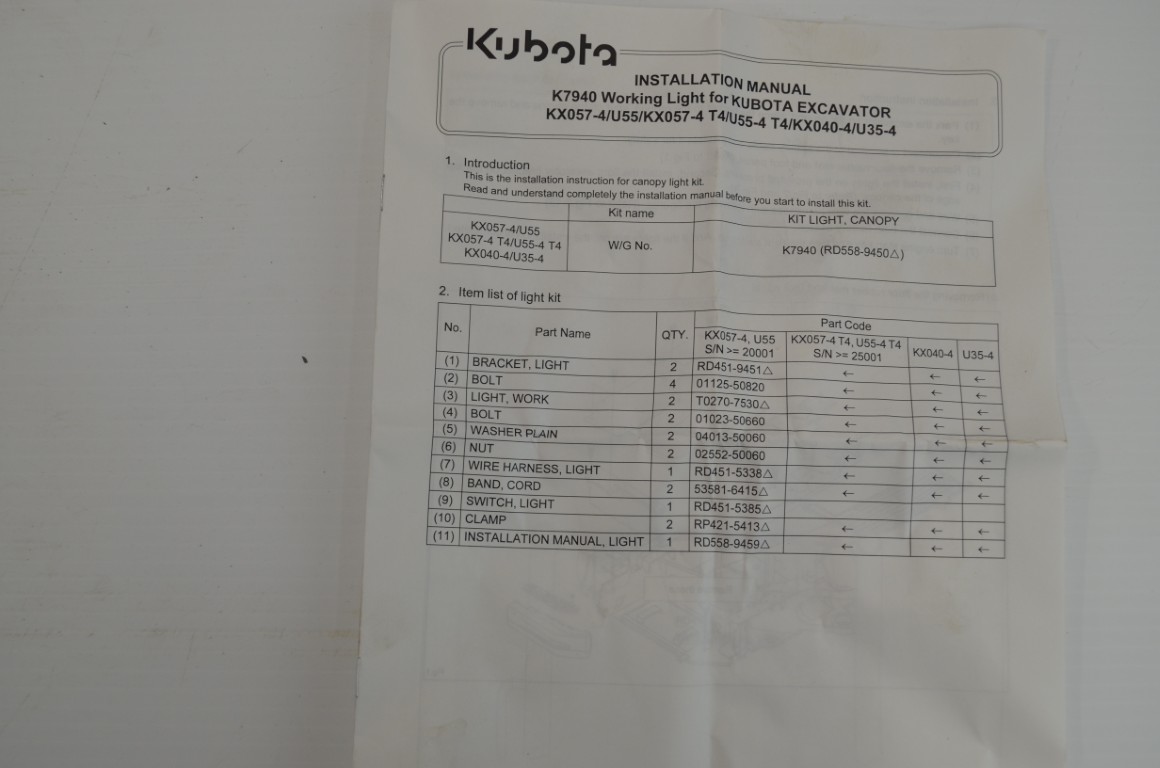 Kubota
INSTALLATION MANUAL
K7940 Working Light for KUBOTA EXCAVATOR
KX057-4/U55/KX057-4 T4/U55-4 T4/KX040-4/U35-4
1. Introduction
This is the installation instruction for canopy light kit.
Read and understand completely the installation manual before you start to install this kit.
Kit name KIT LIGHT, CANOPY
KX057-4/U55
KX057-4 T4/U55-4 T4
KX040-4/U35-4
W/G No. K7940 (RD558-9450△)
2. Item list of light kit
No. Part Name QTY. Part Code
KX057-4, U55 S/N >= 20001 KX057-4 T4, U55-4 T4 S/N >= 25001 KX040-4 U35-4
(1) BRACKET, LIGHT 2 RD451-9451△ ← ← ←
(2) BOLT 4 01125-50820 ← ← ←
(3) LIGHT, WORK 2 T0270-7530△ ← ← ←
(4) BOLT 2 01023-50660 ← ← ←
(5) WASHER PLAIN 2 04013-50060 ← ← ←
(6) NUT 2 02552-50060 ← ← ←
(7) WIRE HARNESS, LIGHT 1 RD451-5338△ ← ← ←
(8) BAND, CORD 2 53581-6415△ ← ← ←
(9) SWITCH, LIGHT 1 RD451-5385△
(10) CLAMP 2 RP421-5413△ ← ← ←
(11) INSTALLATION MANUAL, LIGHT 1 RD558-9459△ ← ← ←